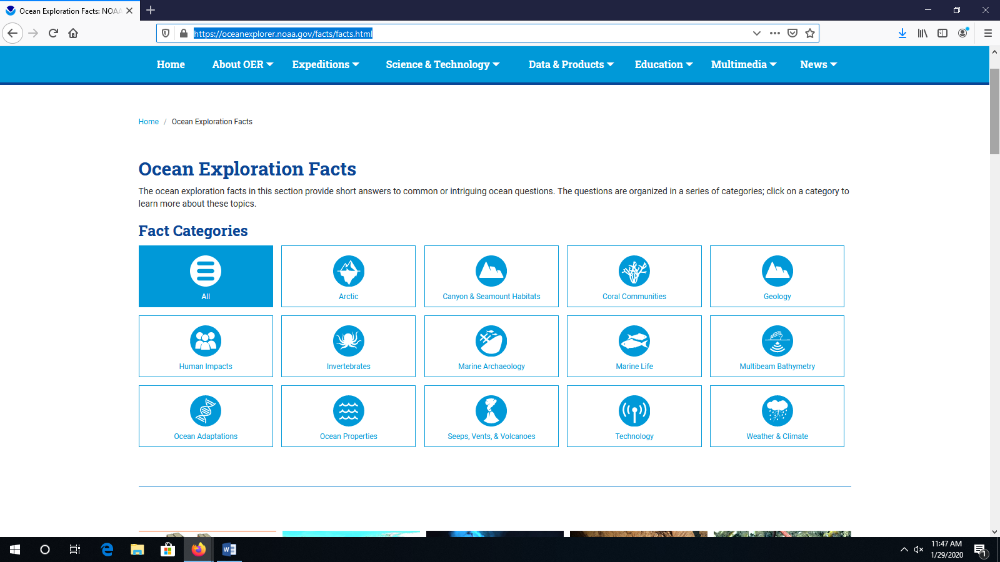 Ocean Exploration Facts: NOAA
https://oceanexplorer.noaa.gov/facts/facts.html
Home About OER Expeditions Science & Technology Data & Products Education Multimedia News
Home / Ocean Exploration Facts
Ocean Exploration Facts
The ocean exploration facts in this section provide short answers to common or intriguing ocean questions. The questions are organized in a series of categories; click on a category to
learn more about these topics.
Fact Categories
All Arctic Canyon & Seamount Habitats Coral Communities Geology
Human Impacts Invertebrates Marine Archaeology Marine Life Multibeam Bathymetry
Ocean Adaptations Ocean Properties Seeps, Vents, & Volcanoes Technology Weather & Climate
11:47 AM
1/29/2020
1